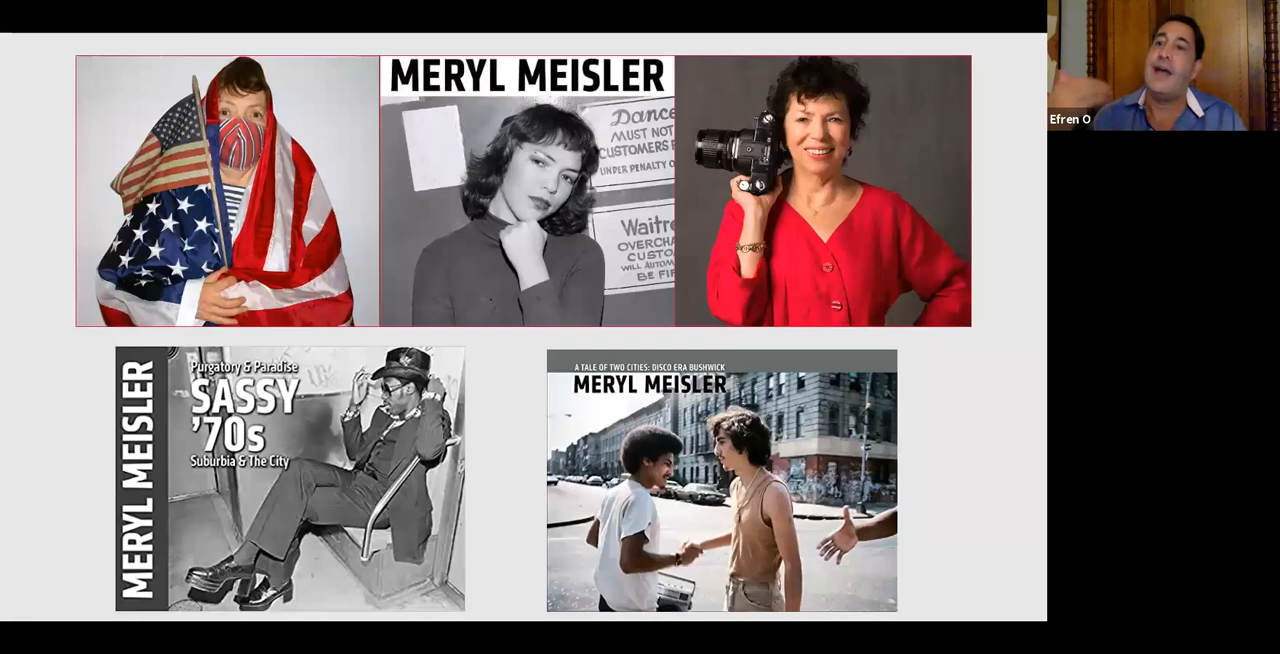 MERYL MEISLER
Dance
MUST NOT
CUSTOMERS
UNDER PENALTY
OVERCHA
CUSTO
WILL AUTOM
BE FI
Efren O
MERYL MEISLER
Purgatory & Paradise
SASSY
'70s
Suburbia & The City
A TALE OF TWO CITIES: DISCO ERA BUSHWICK
MERYL MEISLER